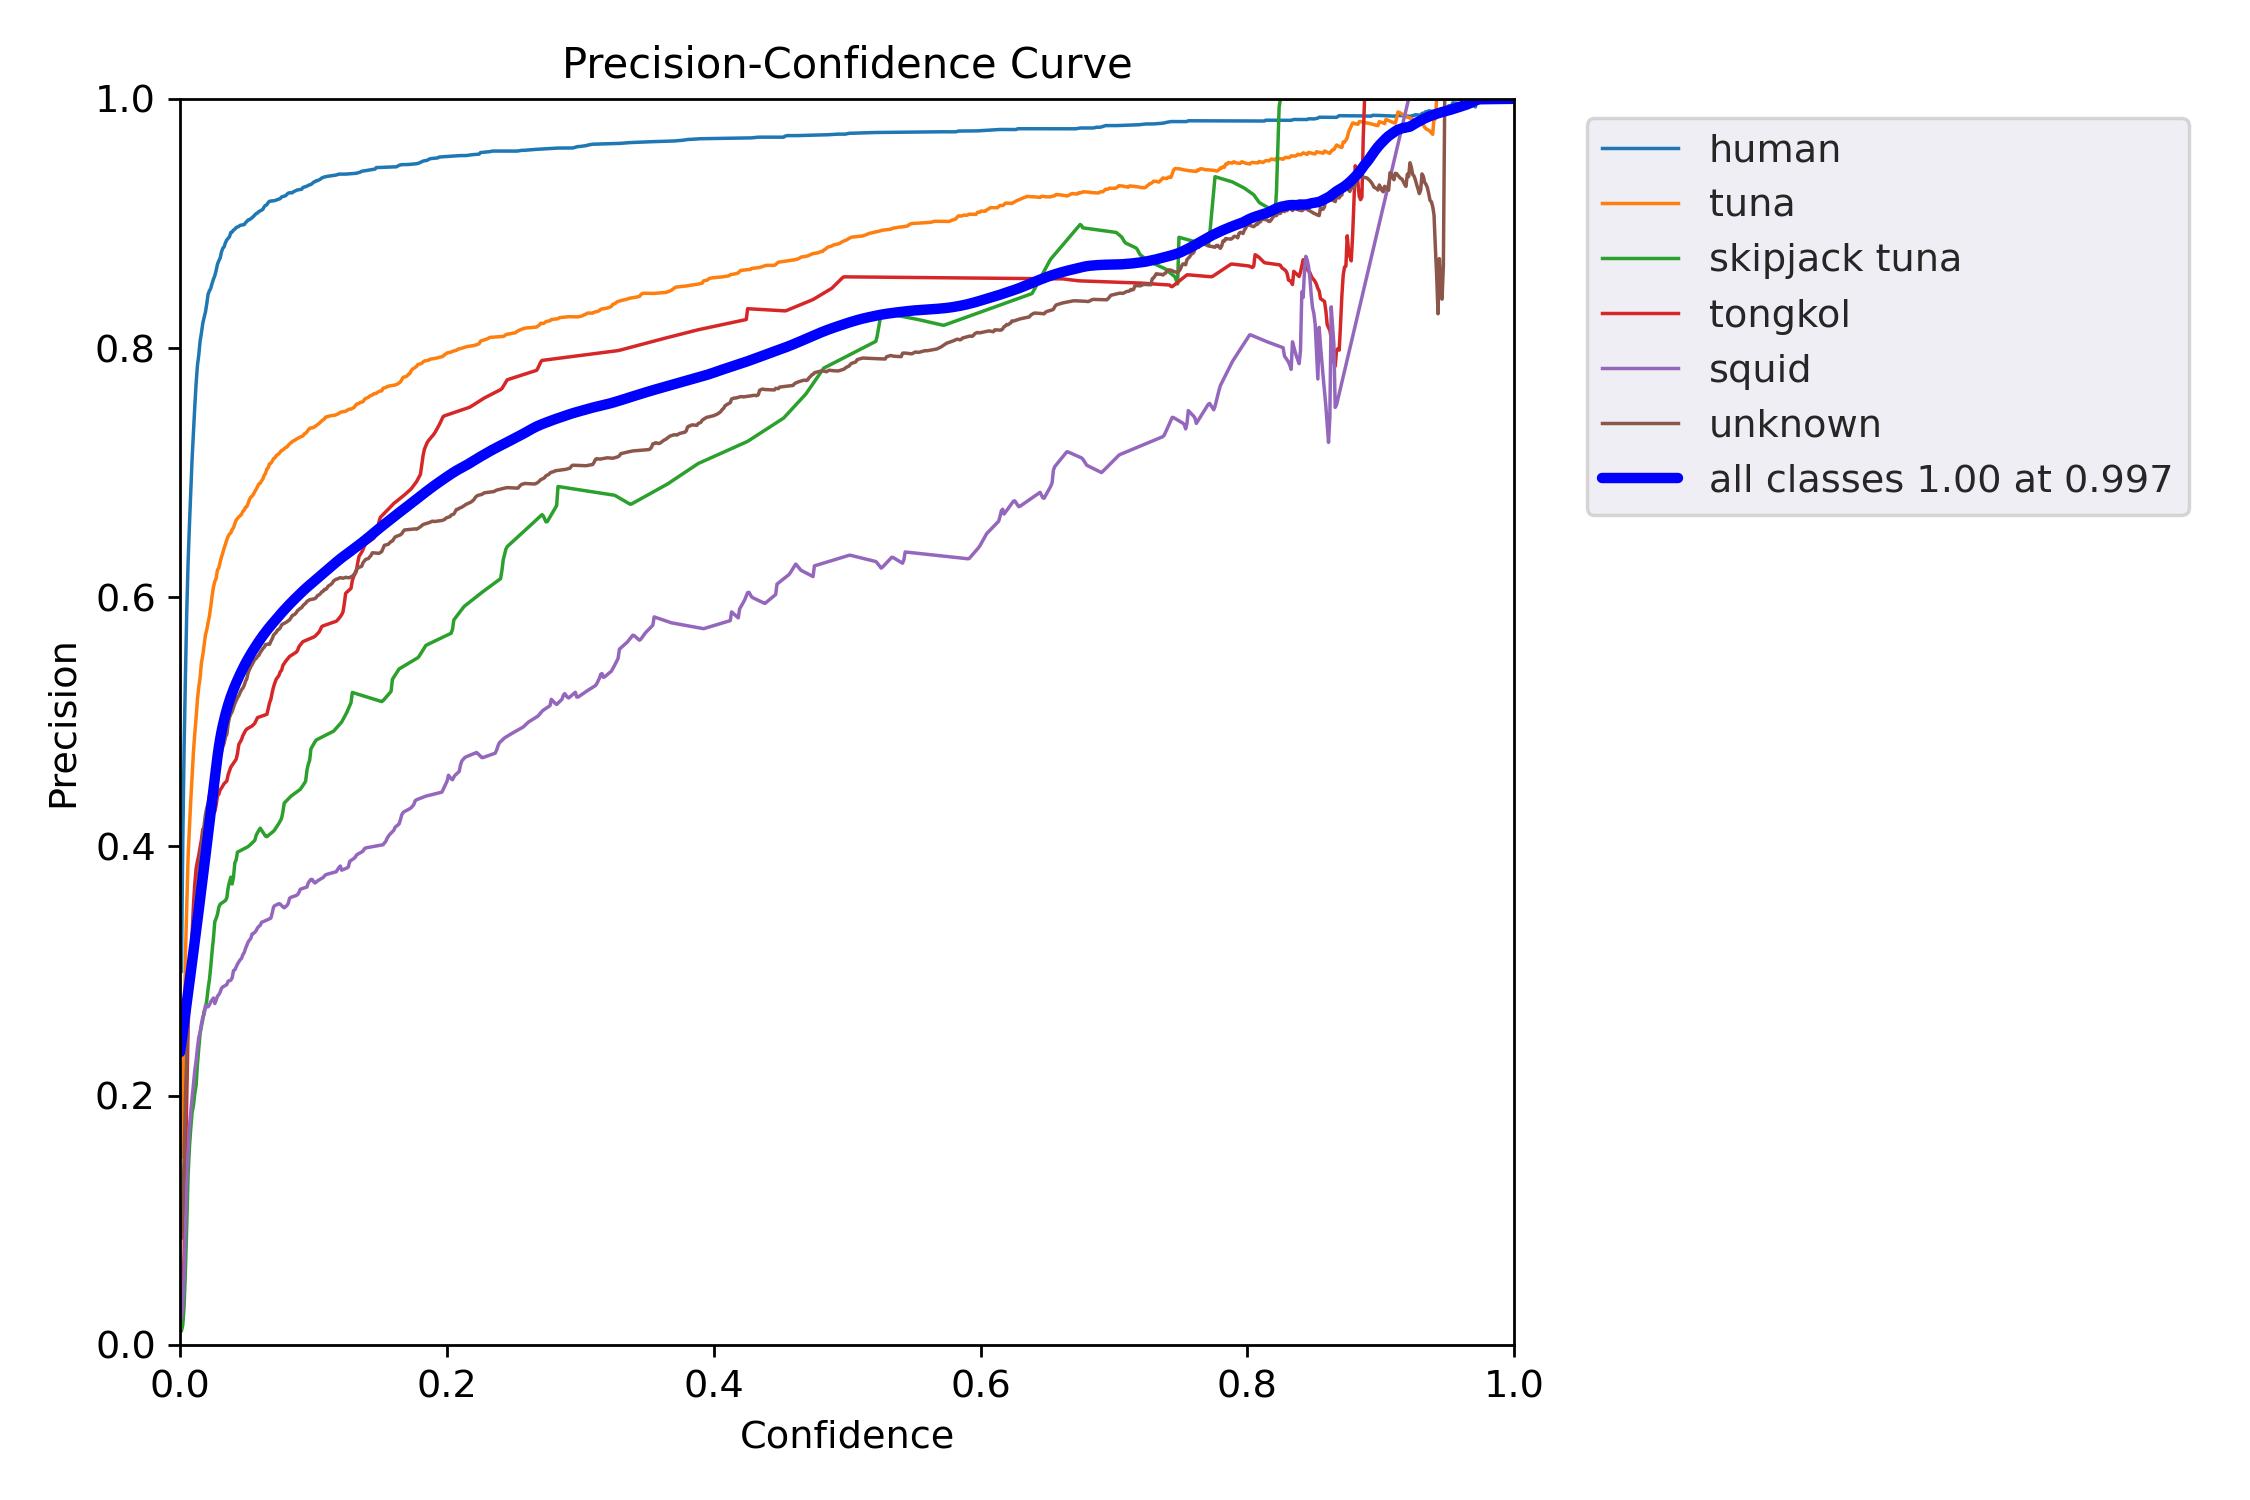 Precision-Confidence Curve
1.0
0.8
0.6
0.4
0.2
0.0
Precision
0.0 0.2 0.4 0.6 0.8 1.0
Confidence
human
tuna
skipjack tuna
tongkol
squid
unknown
all classes 1.00 at 0.997